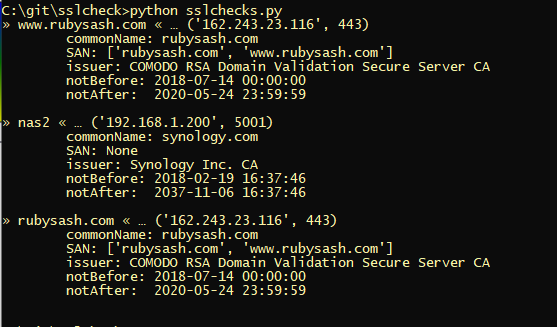 C:\git\sslcheck>python sslchecks.py
» www.rubysash.com « … ('162.243.23.116', 443)
commonName: rubysash.com
SAN: ['rubysash.com', 'www.rubysash.com']
issuer: COMODO RSA Domain Validation Secure Server CA
notBefore: 2018-07-14 00:00:00
notAfter:  2020-05-24 23:59:59
» nas2 « … ('192.168.1.200', 5001)
commonName: synology.com
SAN: None
issuer: Synology Inc. CA
notBefore: 2018-02-19 16:37:46
notAfter:  2037-11-06 16:37:46
» rubysash.com « … ('162.243.23.116', 443)
commonName: rubysash.com
SAN: ['rubysash.com', 'www.rubysash.com']
issuer: COMODO RSA Domain Validation Secure Server CA
notBefore: 2018-07-14 00:00:00
notAfter:  2020-05-24 23:59:59